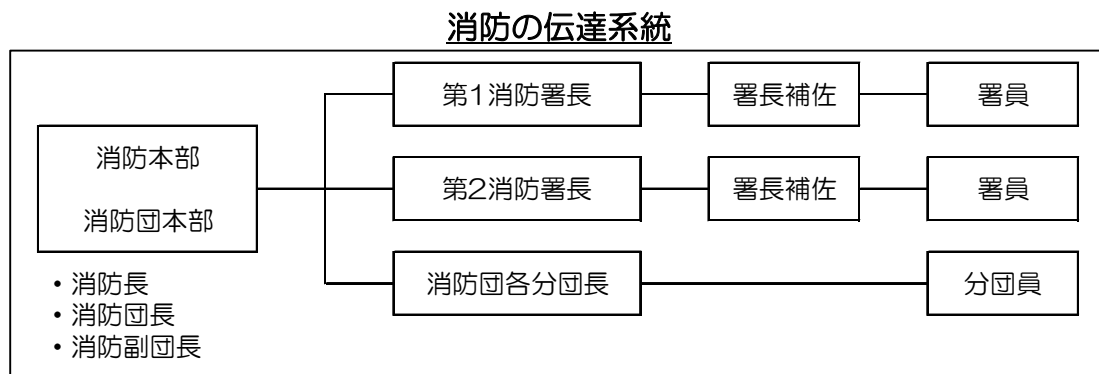 消防の伝達系統
消防本部
消防団本部
・消防長
・消防団長
・消防副団長
第1消防署長
署長補佐
署員
第2消防署長
署長補佐
署員
消防団各分団長
分団員